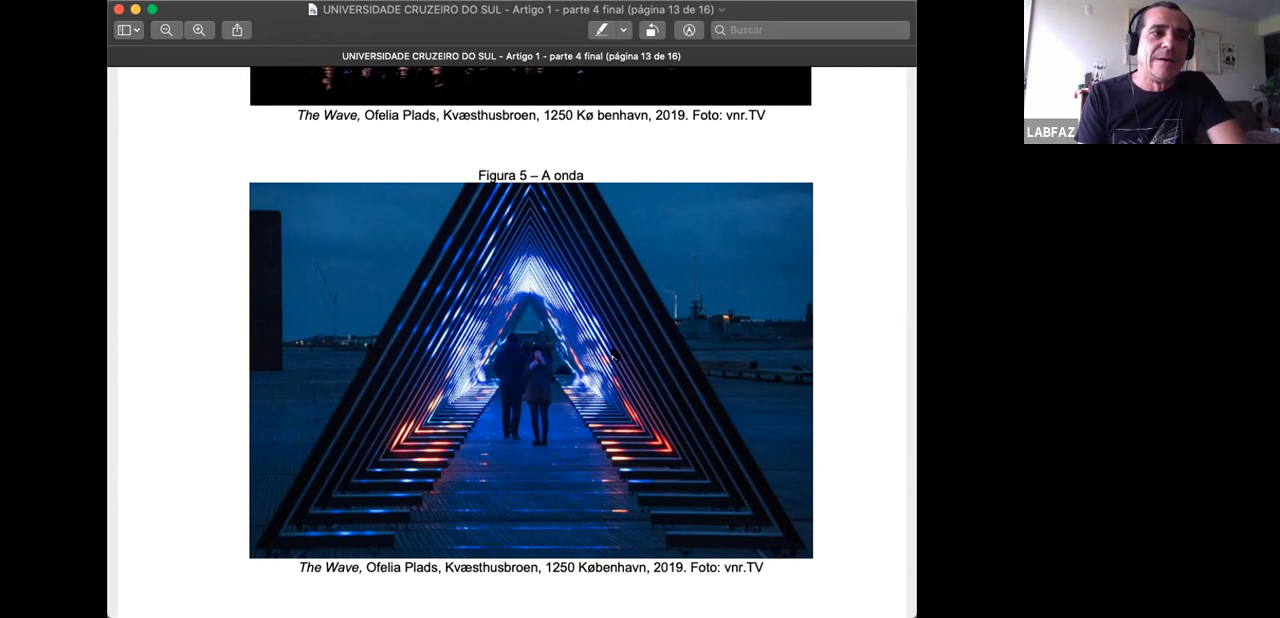 UNIVERSIDADE CRUZEIRO DO SUL - Artigo 1 - parte 4 final (página 13 de 16)
Buscar
UNIVERSIDADE CRUZEIRO DO SUL - Artigo 1 - parte 4 final (página 13 de 16)
The Wave, Ofelia Plads, Kvæsthusbroen, 1250 Kø benhavn, 2019. Foto: vnr.TV
LABFAZ
Figura 5 – A onda
The Wave, Ofelia Plads, Kvæsthusbroen, 1250 København, 2019. Foto: vnr.TV